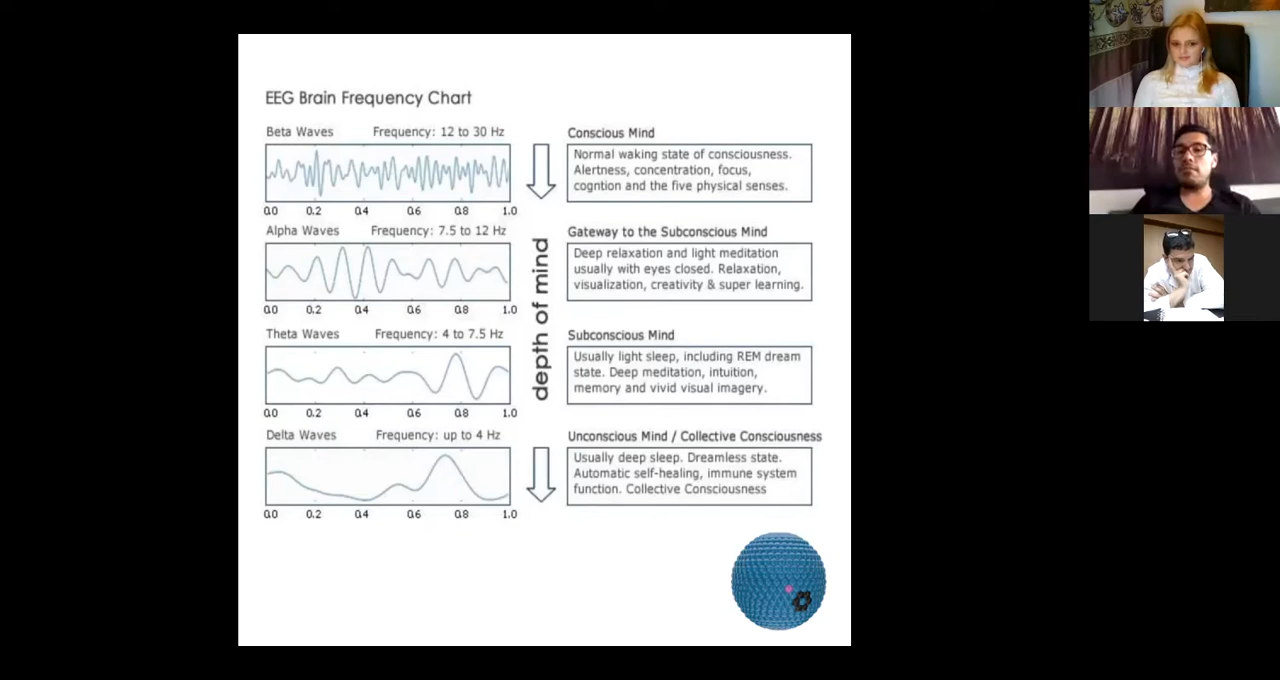 EEG Brain Frequency Chart
Beta Waves Frequency: 12 to 30 Hz
0.0 0.2 0.4 0.6 0.8 1.0
Conscious Mind
Normal waking state of consciousness.
Alertness, concentration, focus,
cogntion and the five physical senses.
Alpha Waves Frequency: 7.5 to 12 Hz
0.0 0.2 0.4 0.6 0.8 1.0
Gateway to the Subconscious Mind
Deep relaxation and light meditation
usually with eyes closed. Relaxation,
visualization, creativity & super learning.
depth of mind
Theta Waves Frequency: 4 to 7.5 Hz
0.0 0.2 0.4 0.6 0.8 1.0
Subconscious Mind
Usually light sleep, including REM dream
state. Deep meditation, intuition,
memory and vivid visual imagery.
Delta Waves Frequency: up to 4 Hz
0.0 0.2 0.4 0.6 0.8 1.0
Unconscious Mind / Collective Consciousness
Usually deep sleep. Dreamless state.
Automatic self-healing, immune system
function. Collective Consciousness